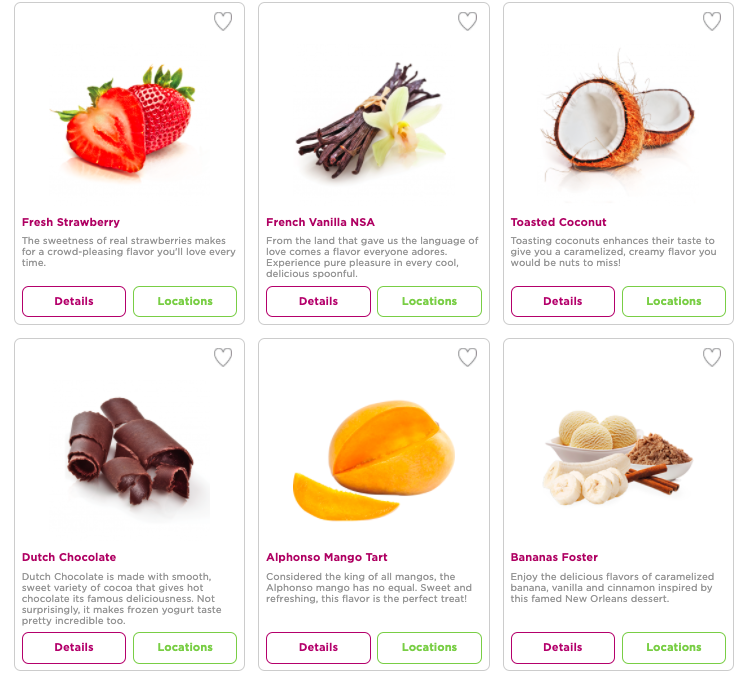 Fresh Strawberry
The sweetness of real strawberries makes
for a crowd-pleasing flavor you'll love every
time.
Details
Locations
French Vanilla NSA
From the land that gave us the language of
love comes a flavor everyone adores.
Experience pure pleasure in every cool,
delicious spoonful.
Details
Locations
Toasted Coconut
Toasting coconuts enhances their taste to
give you a caramelized, creamy flavor you
would be nuts to miss!
Details
Locations
Dutch Chocolate
Dutch Chocolate is made with smooth,
sweet variety of cocoa that gives hot
chocolate its famous deliciousness. Not
surprisingly, it makes frozen yogurt taste
pretty incredible too.
Details
Locations
Alphonso Mango Tart
Considered the king of all mangos, the
Alphonso mango has no equal. Sweet and
refreshing, this flavor is the perfect treat!
Details
Locations
Bananas Foster
Enjoy the delicious flavors of caramelized
banana, vanilla and cinnamon inspired by
this famed New Orleans dessert.
Details
Locations